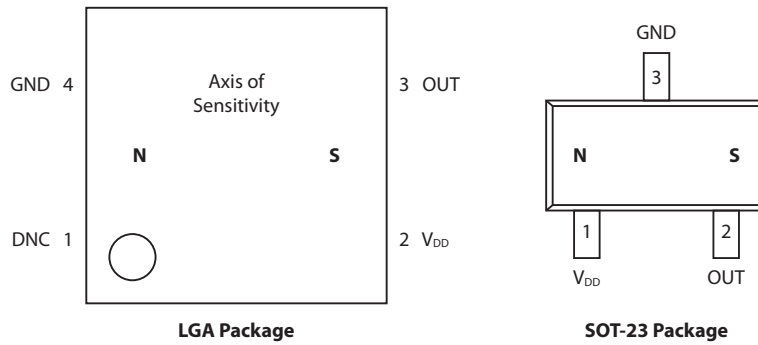 GND 4
Axis of
Sensitivity
3 OUT
N S
DNC 1
2 VDD
LGA Package
GND
3
N S
1 2
VDD OUT
SOT-23 Package